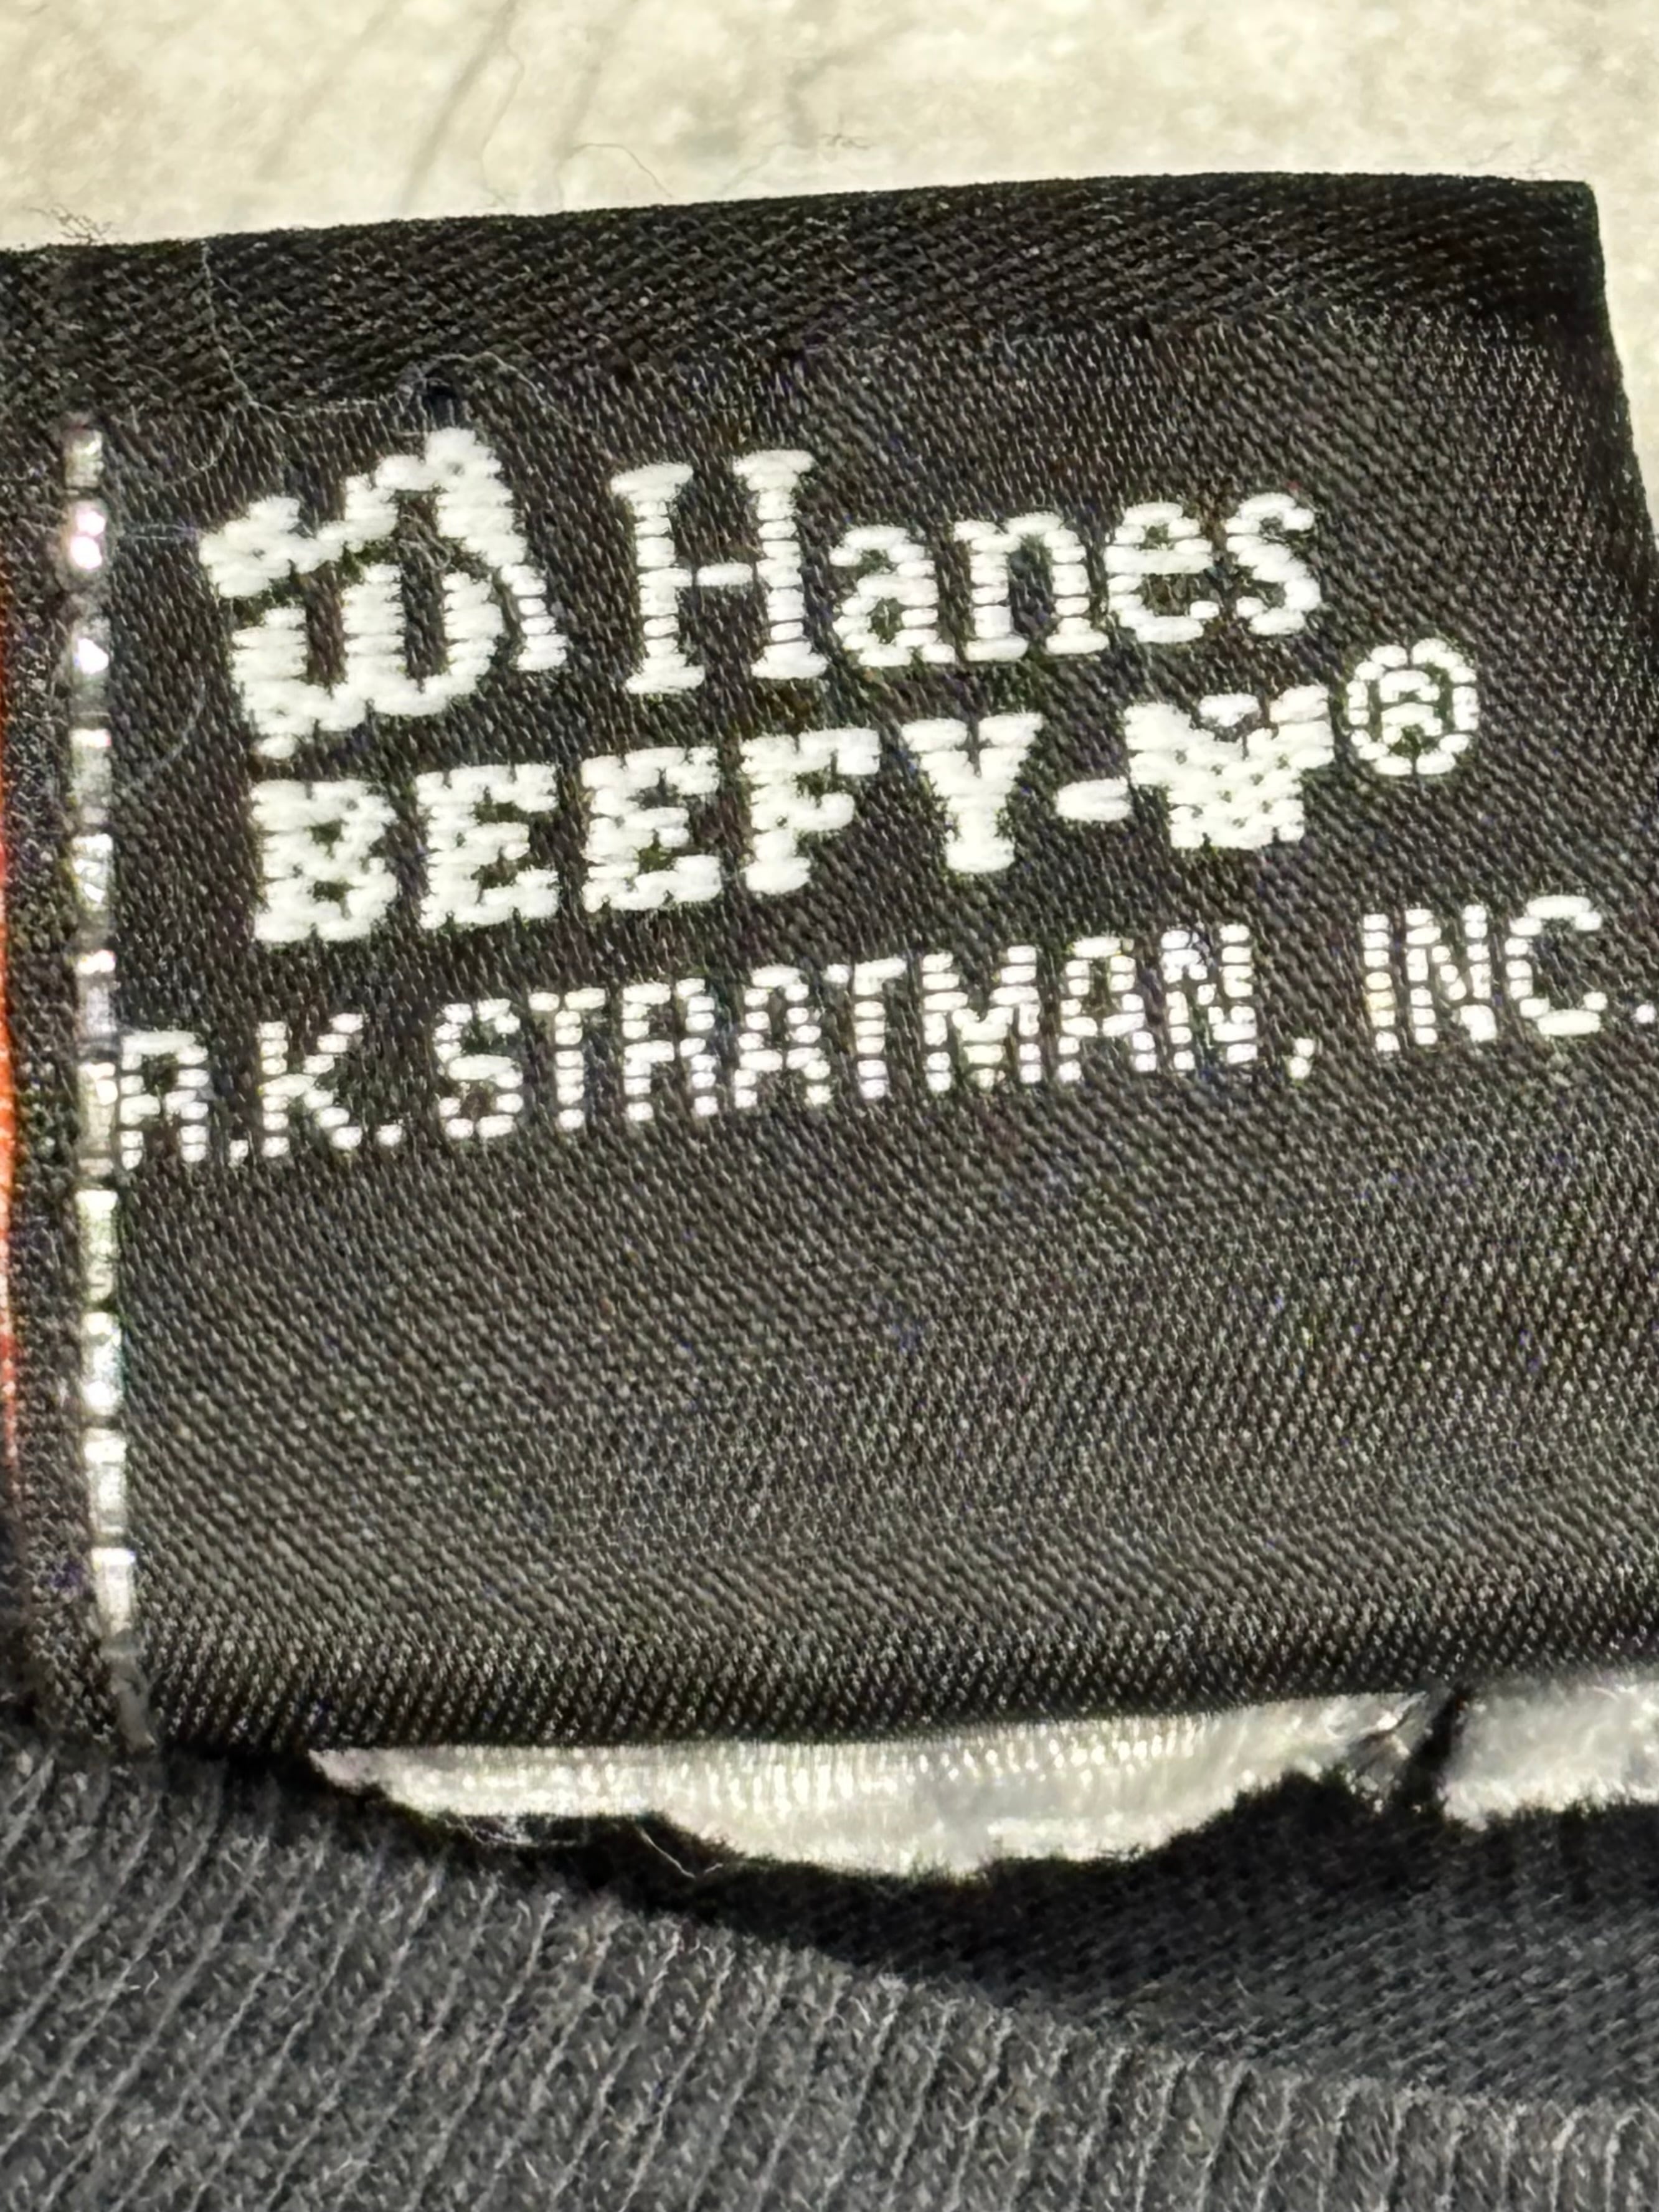 Hanes
BEEFY-T®
R.K. STRATMAN, INC.